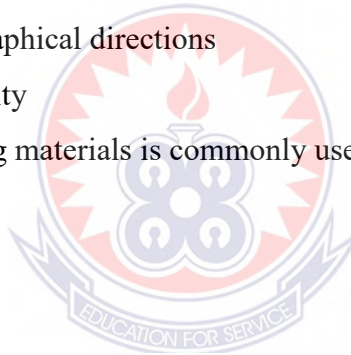 aphical directions
ty
g materials is commonly use
EDUCATION FOR SERVICE